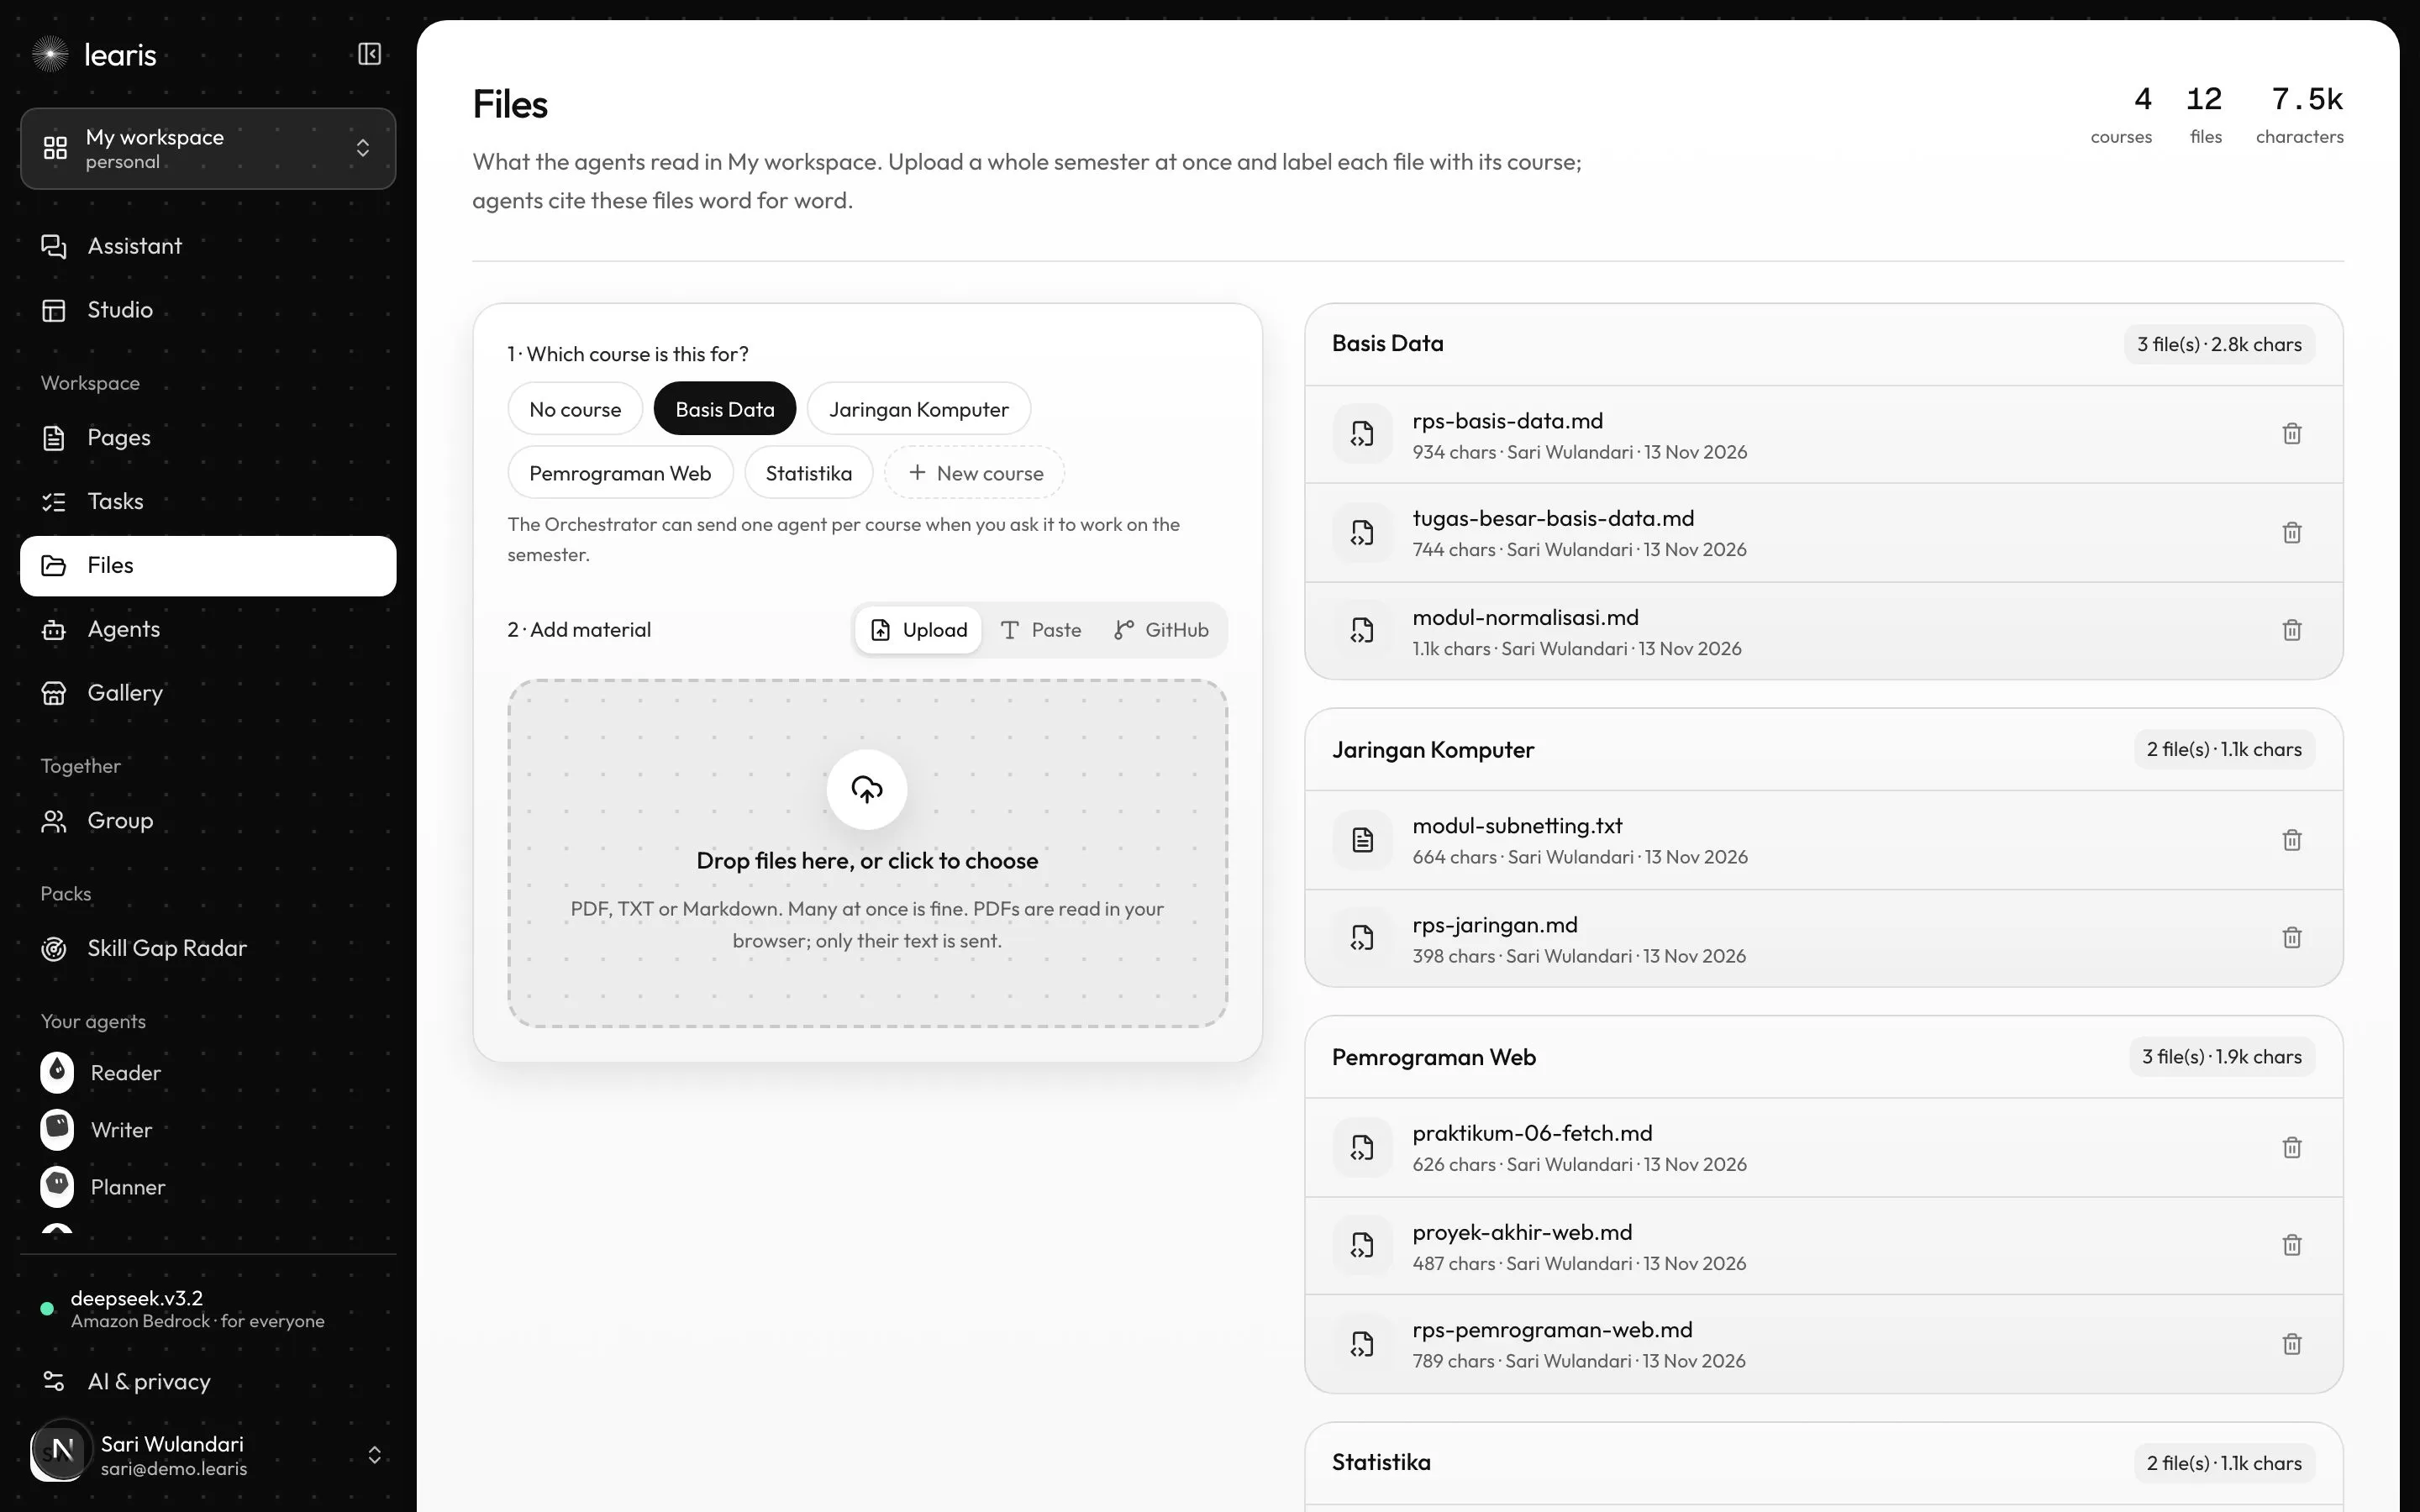 learis
My workspace
personal
Assistant
Studio
Workspace
Pages
Tasks
Files
Agents
Gallery
Together
Group
Packs
Skill Gap Radar
Your agents
Reader
Writer
Planner
deepseek.v3.2
Amazon Bedrock · for everyone
AI & privacy
N
Sari Wulandari
sari@demo.learis
Files
What the agents read in My workspace. Upload a whole semester at once and label each file with its course;
agents cite these files word for word.
4 12 7.5k
courses files characters
1 · Which course is this for?
No course Basis Data Jaringan Komputer
Pemrograman Web Statistika + New course
The Orchestrator can send one agent per course when you ask it to work on the
semester.
2 · Add material Upload Paste GitHub
Drop files here, or click to choose
PDF, TXT or Markdown. Many at once is fine. PDFs are read in your
browser; only their text is sent.
Basis Data 3 file(s) · 2.8k chars
rps-basis-data.md
934 chars · Sari Wulandari · 13 Nov 2026
tugas-besar-basis-data.md
744 chars · Sari Wulandari · 13 Nov 2026
modul-normalisasi.md
1.1k chars · Sari Wulandari · 13 Nov 2026
Jaringan Komputer 2 file(s) · 1.1k chars
modul-subnetting.txt
664 chars · Sari Wulandari · 13 Nov 2026
rps-jaringan.md
398 chars · Sari Wulandari · 13 Nov 2026
Pemrograman Web 3 file(s) · 1.9k chars
praktikum-06-fetch.md
626 chars · Sari Wulandari · 13 Nov 2026
proyek-akhir-web.md
487 chars · Sari Wulandari · 13 Nov 2026
rps-pemrograman-web.md
789 chars · Sari Wulandari · 13 Nov 2026
Statistika 2 file(s) · 1.1k chars